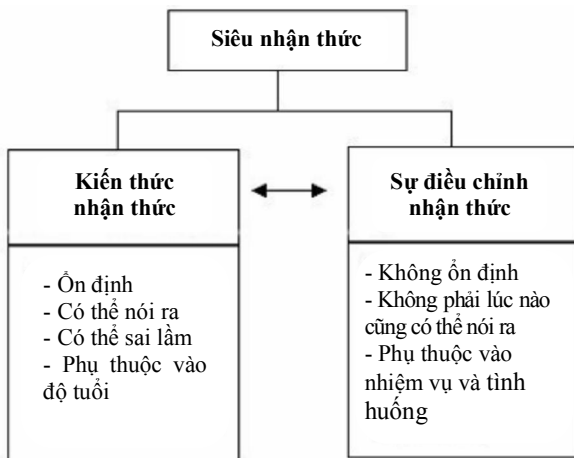 Siêu nhận thức
Kiến thức
nhận thức
- Ổn định
- Có thể nói ra
- Có thể sai lầm
- Phụ thuộc vào
độ tuổi
Sự điều chỉnh
nhận thức
- Không ổn định
- Không phải lúc nào
cũng có thể nói ra
- Phụ thuộc vào
nhiệm vụ và tình
huống